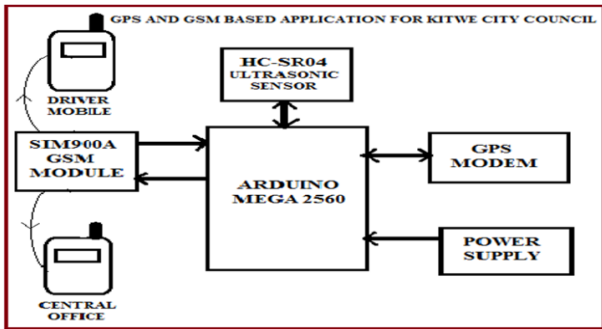 GPS AND GSM BASED APPLICATION FOR KITWE CITY COUNCIL
HC-SR04
ULTRASONIC
SENSOR
DRIVER
MOBILE
SIM900A
GSM
MODULE
ARDUINO
MEGA 2560
GPS
MODEM
POWER
SUPPLY
CENTRAL
OFFICE